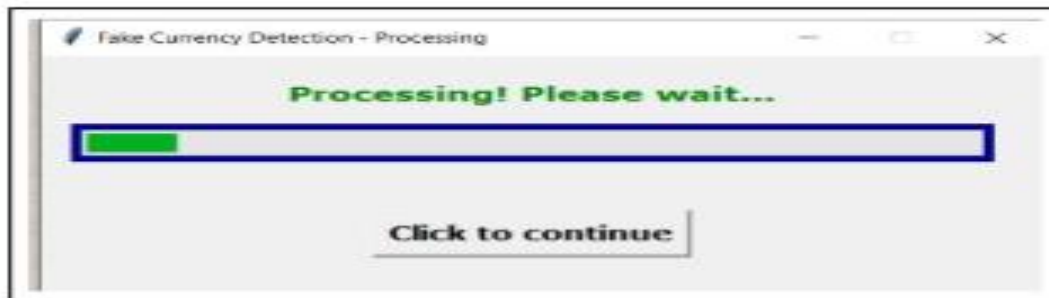 Fake Currency Detection - Processing
Processing! Please wait...
Click to continue